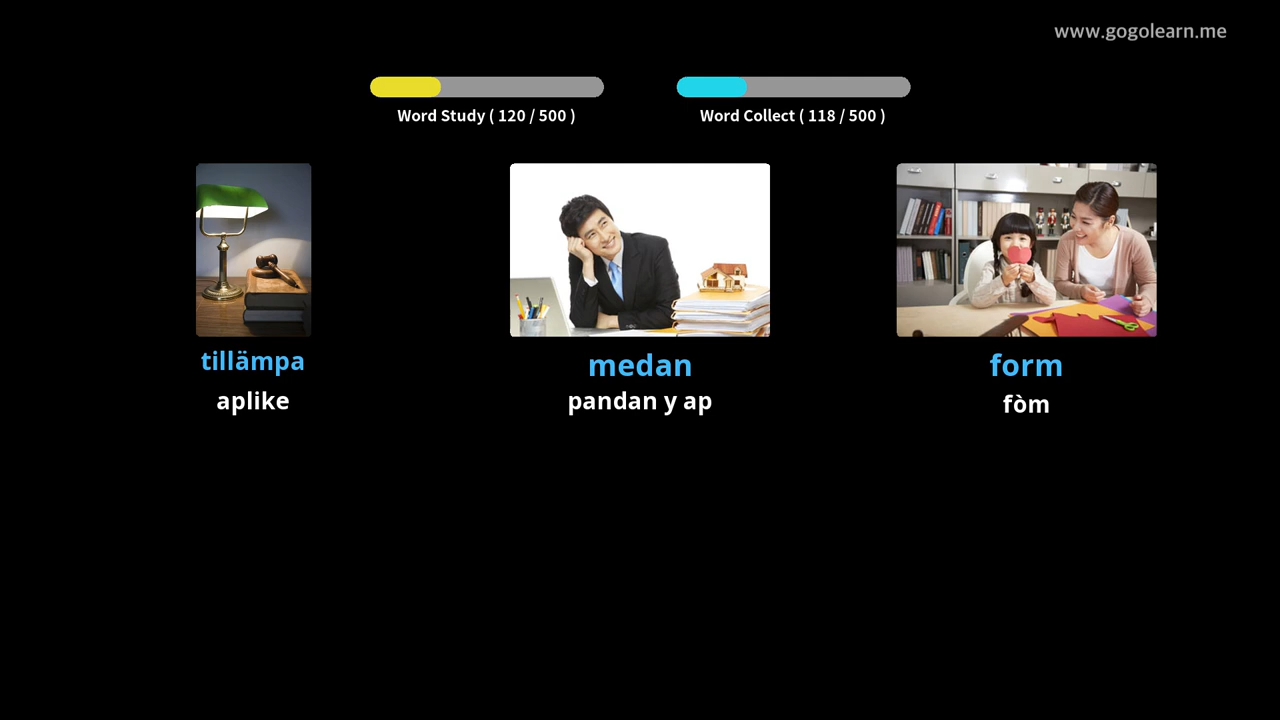 www.gogolearn.me
Word Study ( 120 / 500 )
Word Collect ( 118 / 500 )
tillämpa
medan
form
aplike
pandan y ap
fòm